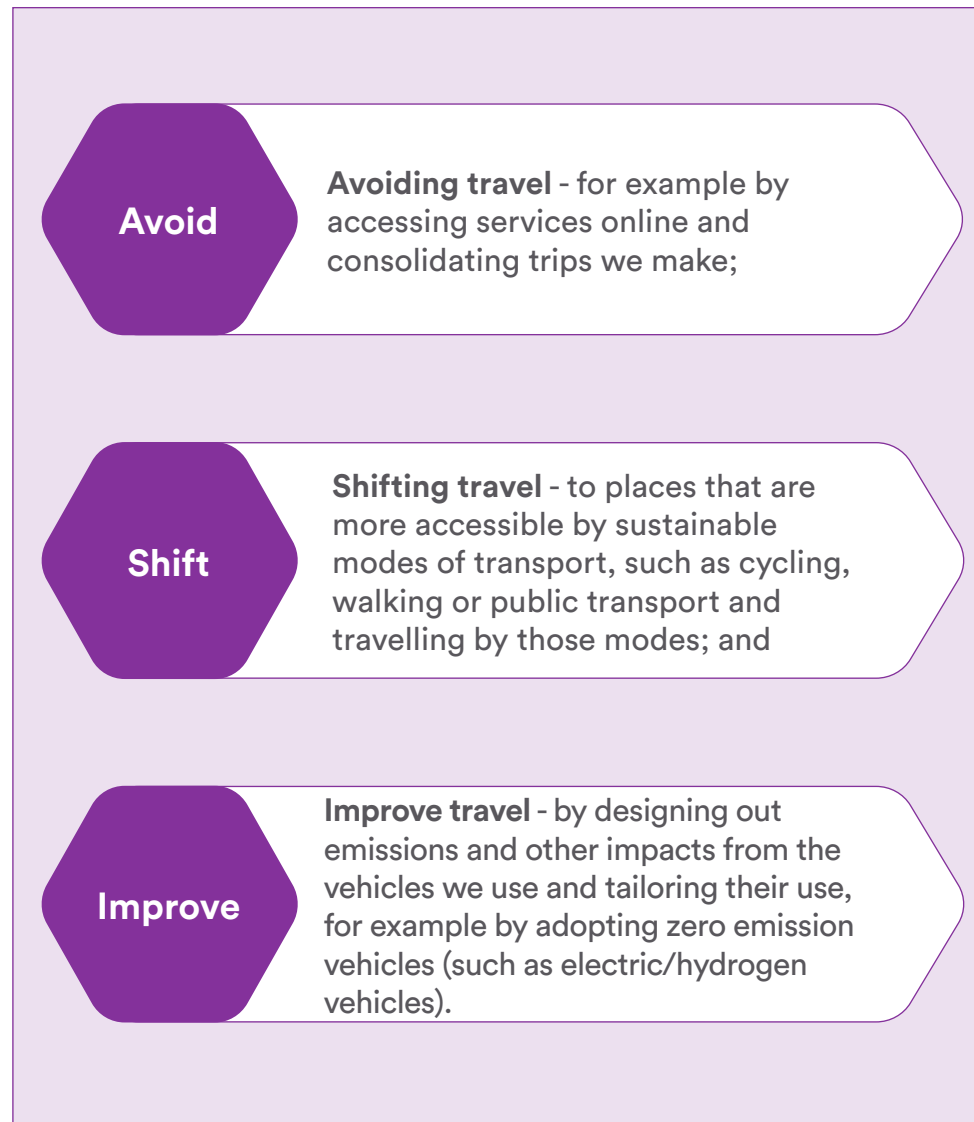 Avoid
Avoiding travel - for example by
accessing services online and
consolidating trips we make;
Shift
Shifting travel - to places that are
more accessible by sustainable
modes of transport, such as cycling,
walking or public transport and
travelling by those modes; and
Improve
Improve travel - by designing out
emissions and other impacts from the
vehicles we use and tailoring their use,
for example by adopting zero emission
vehicles (such as electric/hydrogen
vehicles).